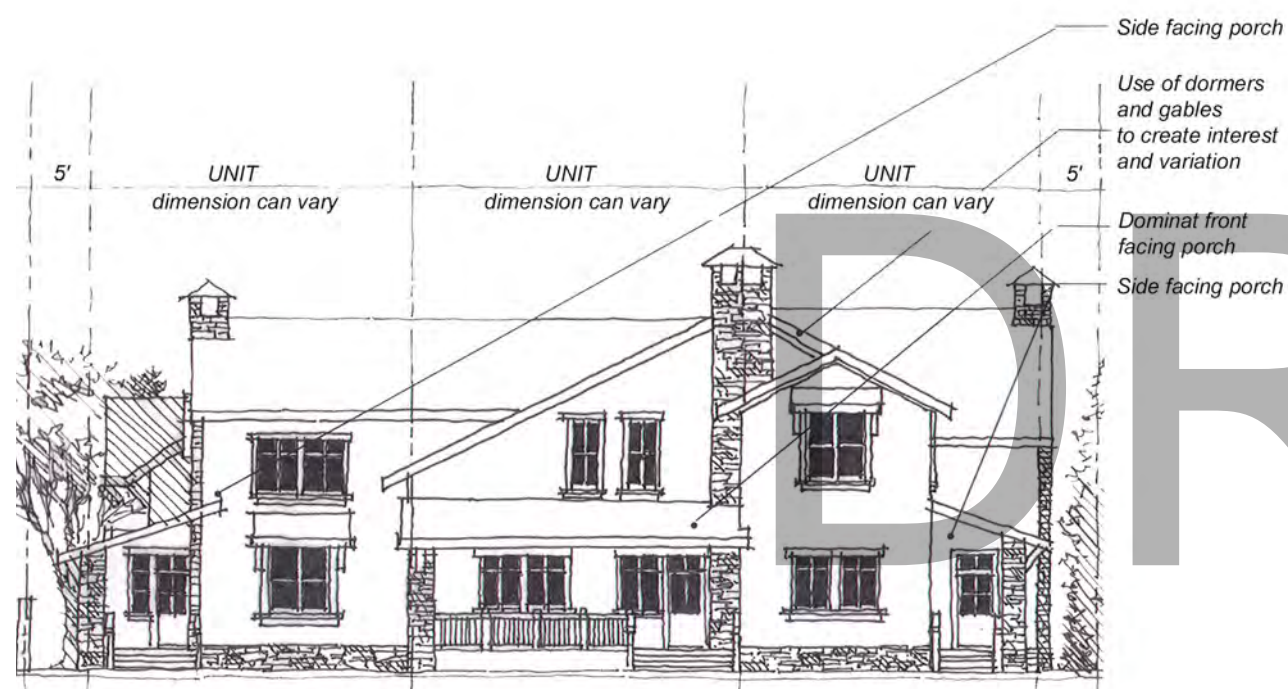 Side facing porch
Use of dormers
and gables
to create interest
and variation
5'
UNIT
dimension can vary
UNIT
dimension can vary
UNIT
dimension can vary
5'
Dominat front
facing porch
Side facing porch
DR